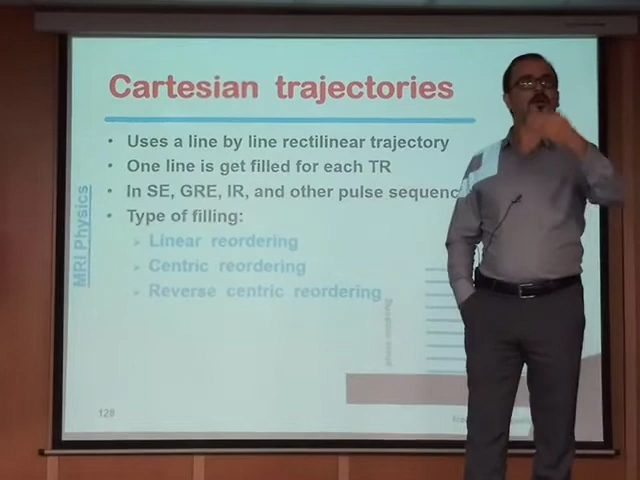 Cartesian trajectories
• Uses a line by line rectilinear trajectory
• One line is get filled for each TR
• In SE, GRE, IR, and other pulse sequenc
• Type of filling:
➢ Linear reordering
➢ Centric reordering
➢ Reverse centric reordering
MRI Physics
128